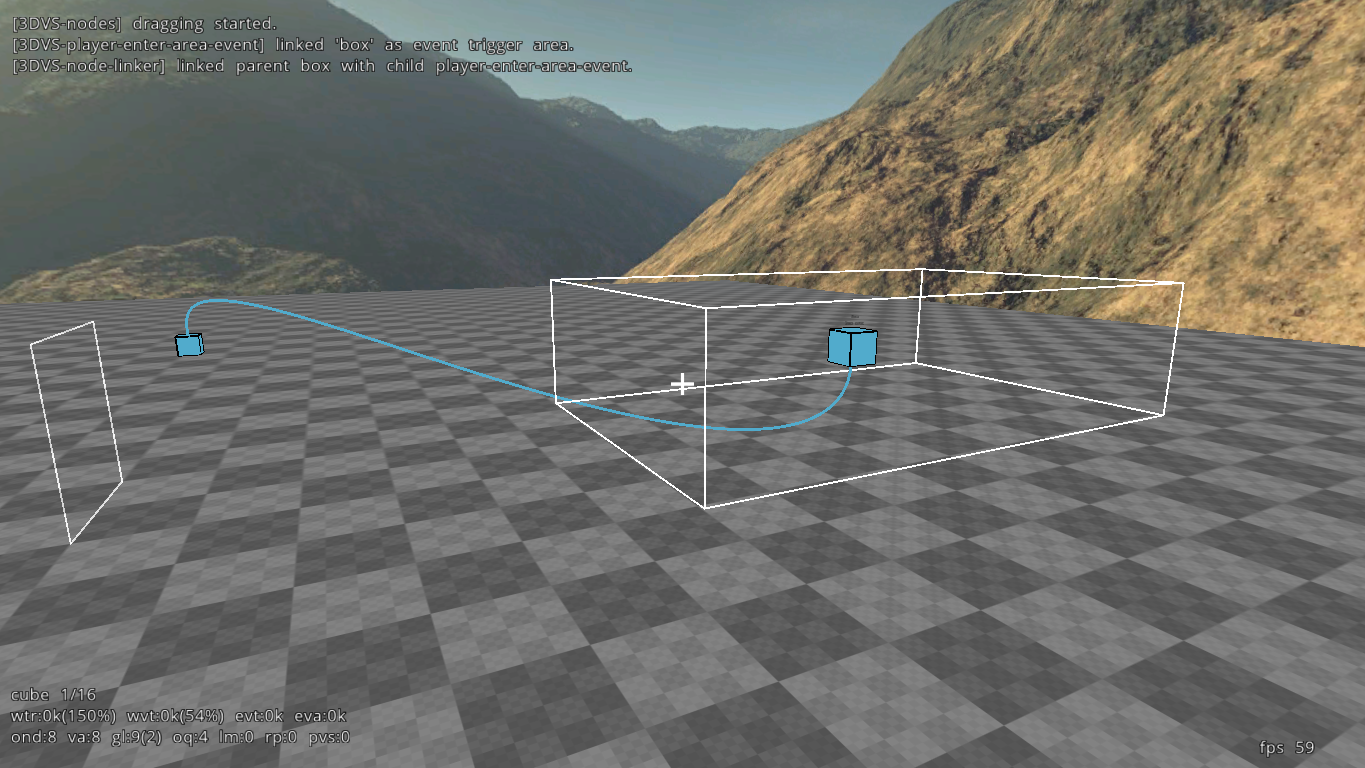 [3DVS-nodes] dragging started.
[3DVS-player-enter-area-event] linked 'box' as event trigger area.
[3DVS-node-linker] linked parent box with child player-enter-area-event.
cube 1/16
wtr:0k(150%) wvt:0k(54%) evt:0k eva:0k
ond:8 va:8 gl:9(2) oq:4 lm:0 rp:0 pvs:0
fps 59